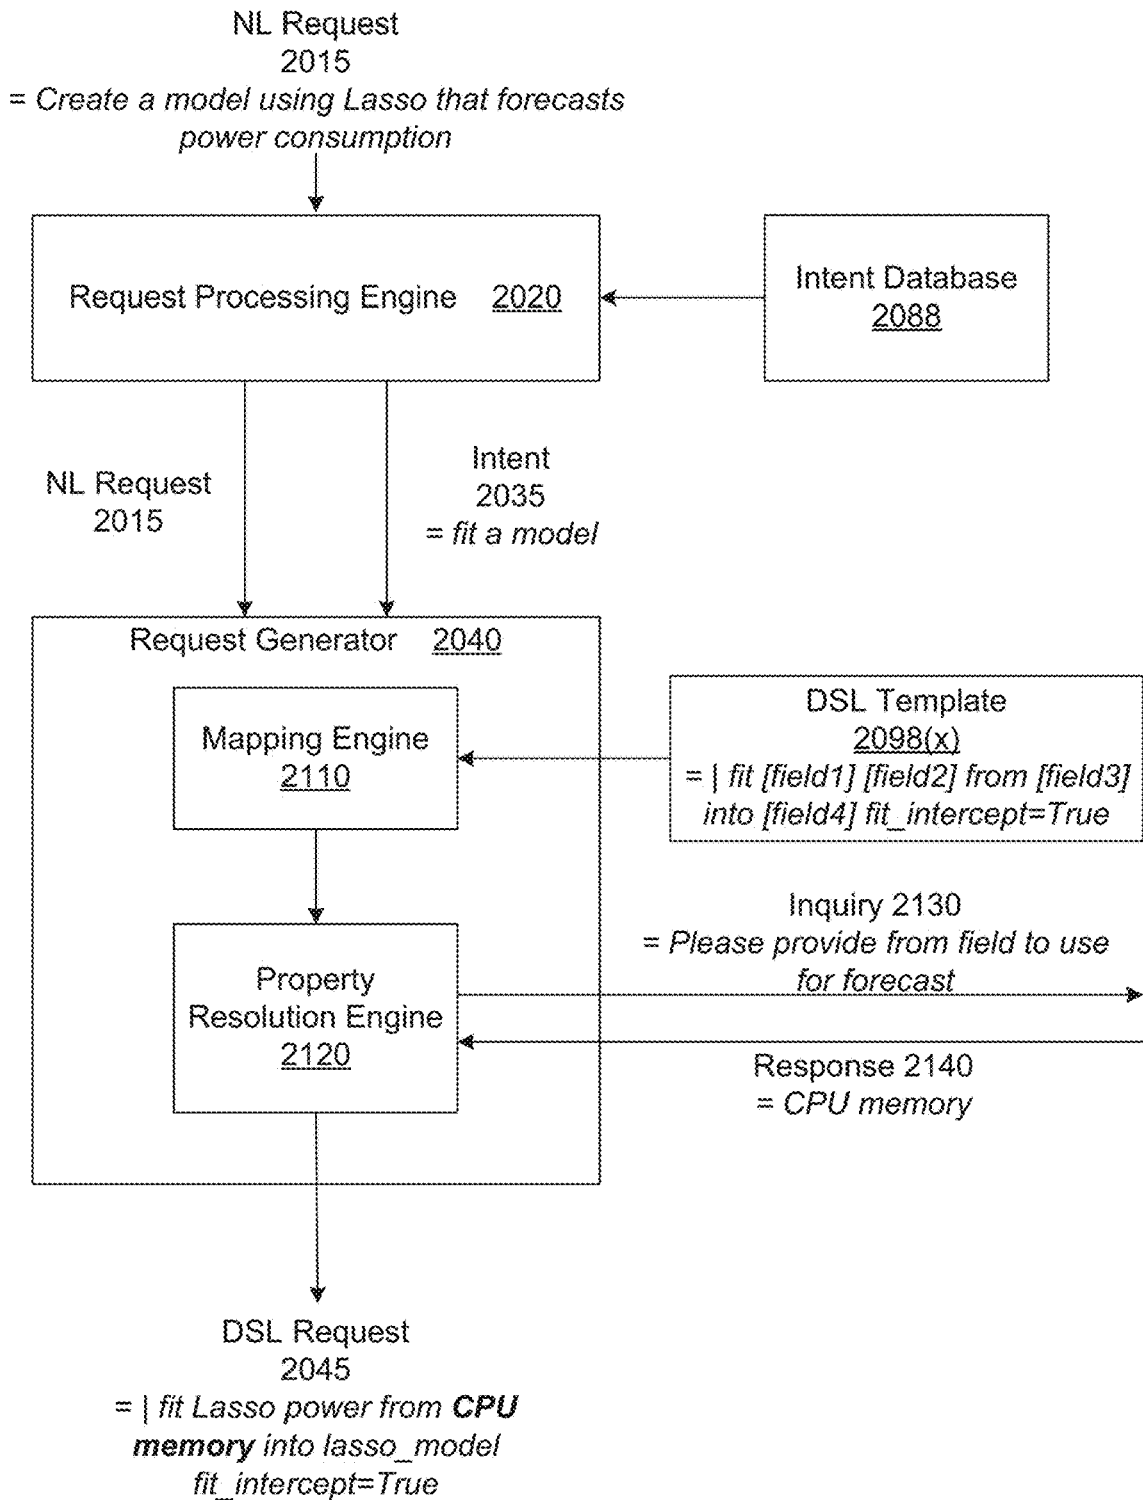 NL Request
2015
= Create a model using Lasso that forecasts
power consumption
Request Processing Engine 2020
Intent Database
2088
NL Request
2015
Intent
2035
= fit a model
Request Generator 2040
Mapping Engine
2110
DSL Template
2098(x)
= | fit [field1] [field2] from [field3]
into [field4] fit_intercept=True
Inquiry 2130
= Please provide from field to use
for forecast
Property
Resolution Engine
2120
Response 2140
= CPU memory
DSL Request
2045
= | fit Lasso power from CPU
memory into lasso_model
fit_intercept=True